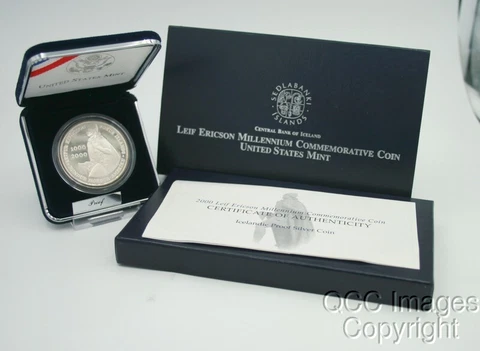 UNITED STATES MINT
1000
2000
Proof
SEÐLABANKI
ÍSLANDS
CENTRAL BANK OF ICELAND
LEIF ERICSON MILLENNIUM COMMEMORATIVE COIN
UNITED STATES MINT
2000 Leif Ericson Millennium Commemorative Coin
CERTIFICATE OF AUTHENTICITY
Icelandic Proof Silver Coin
QCC Images
Copyright